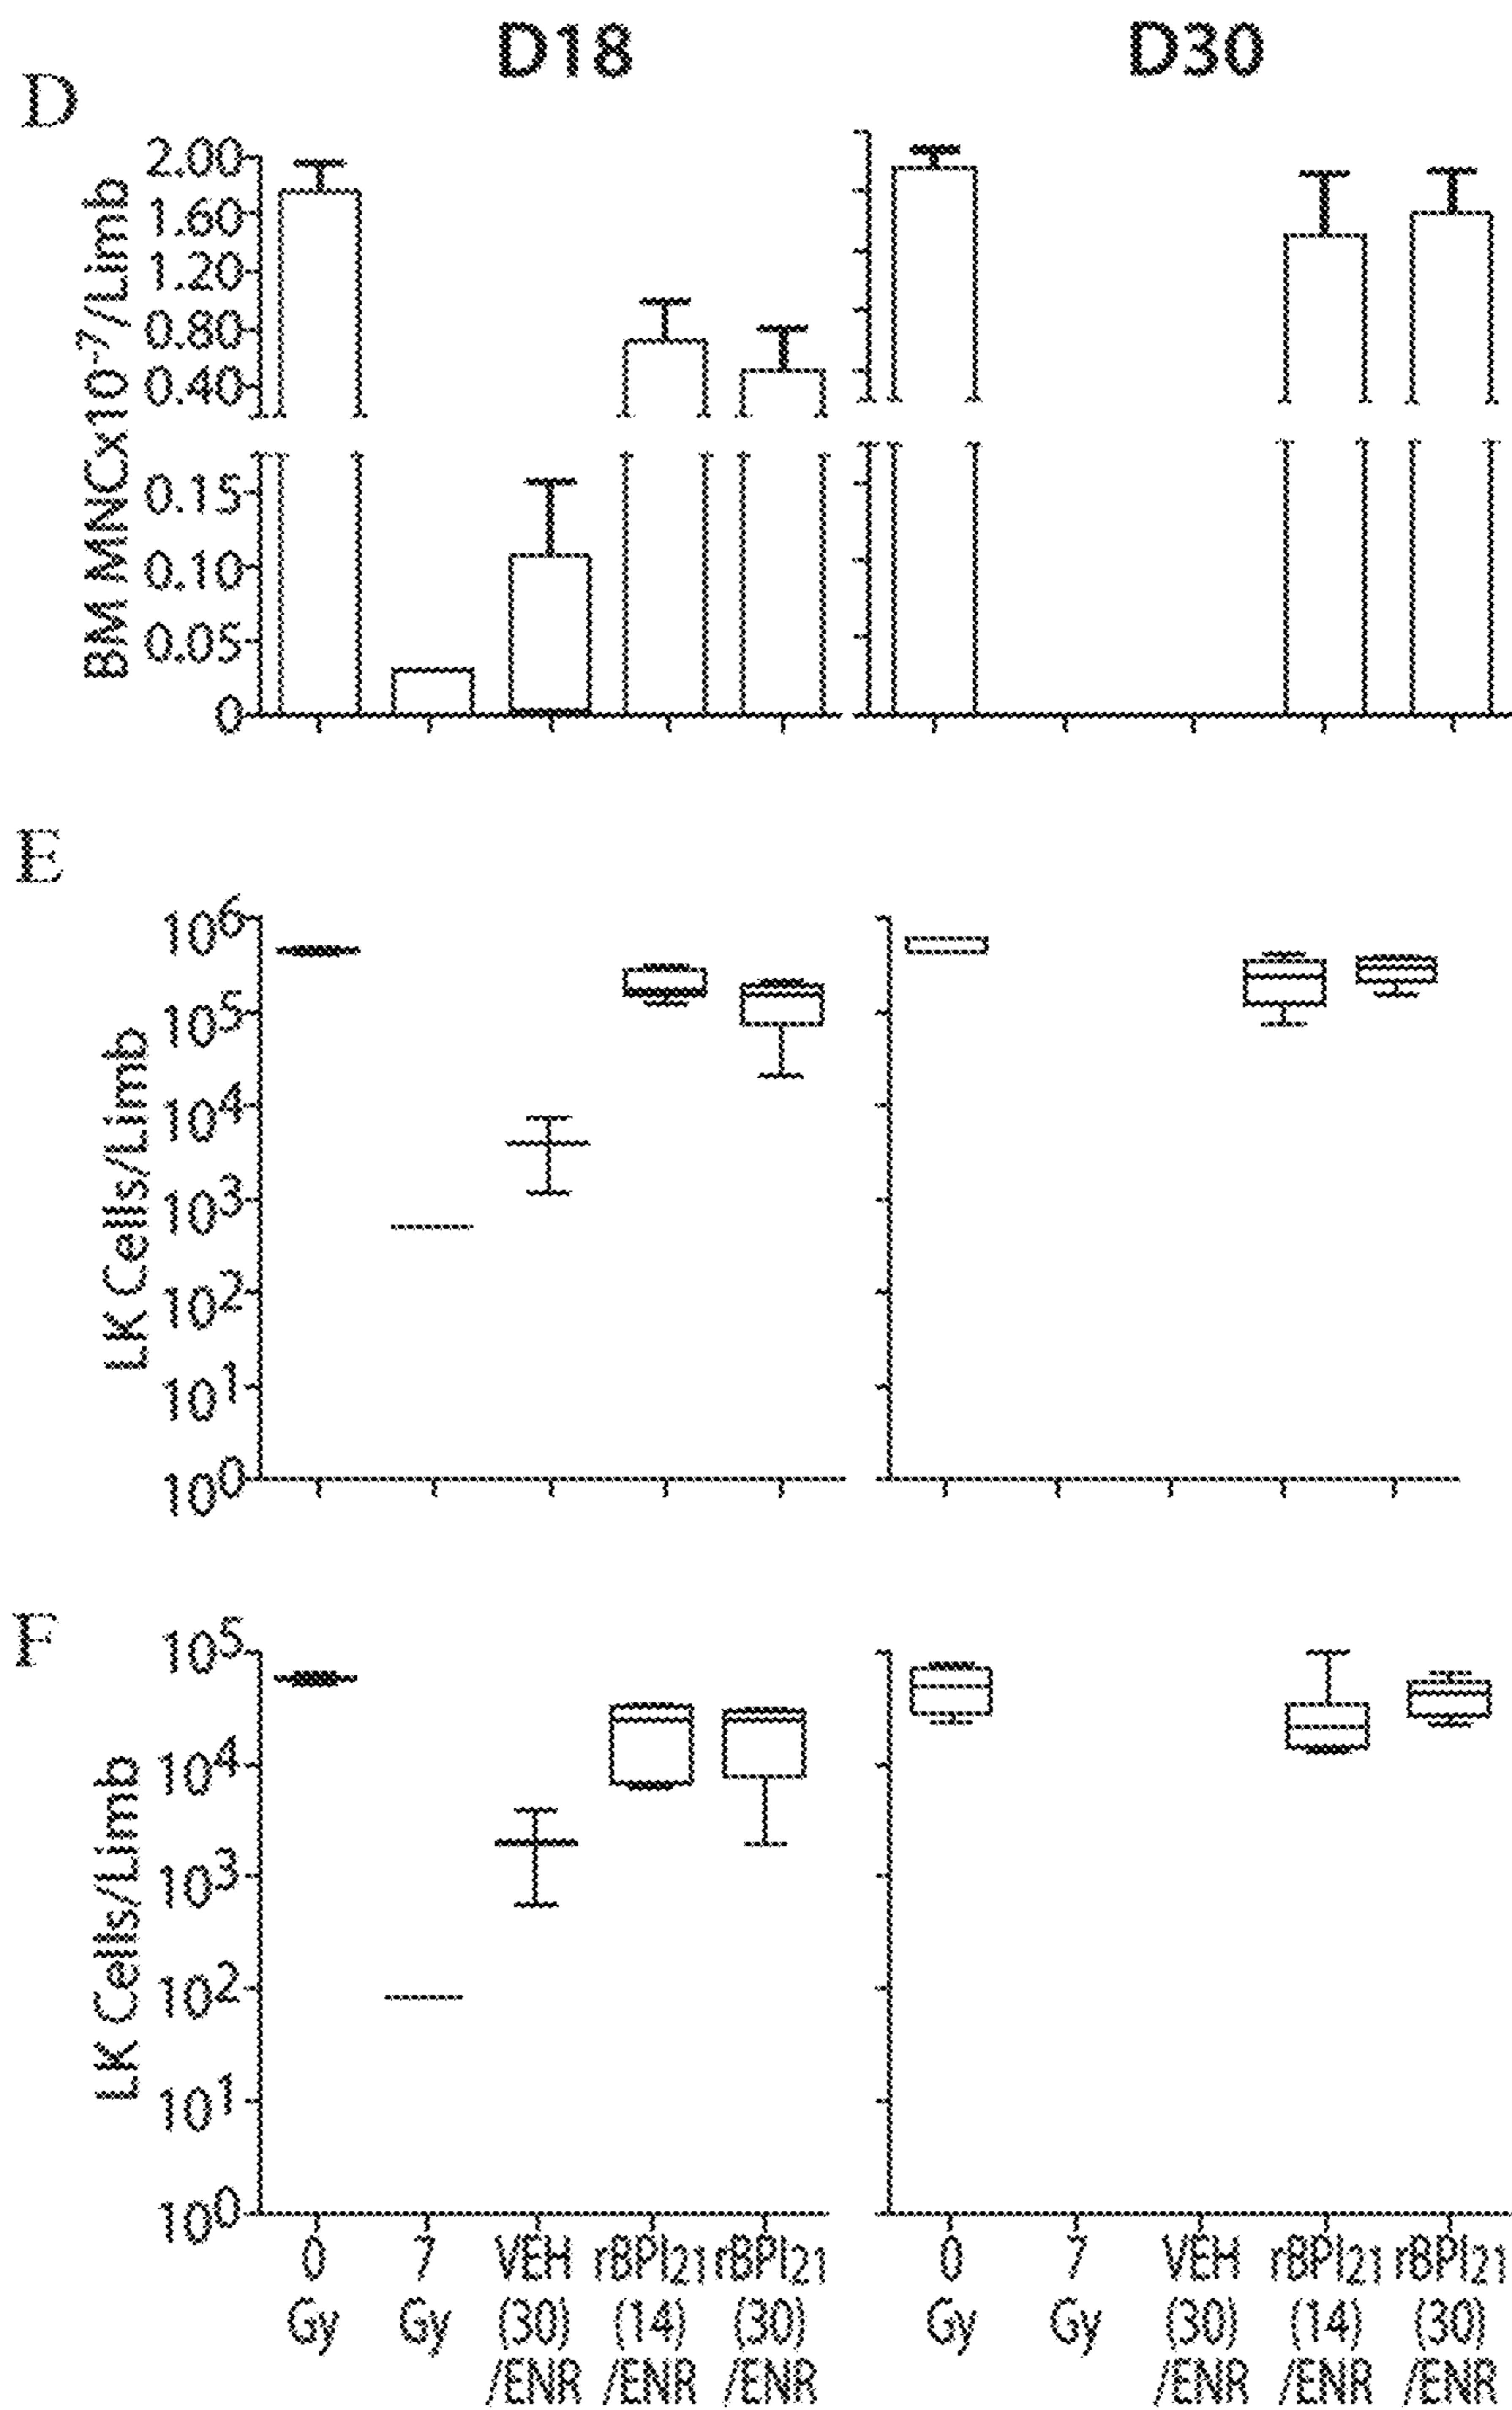 D18 D30
D
BM MNCx10⁻⁷/Limb
2.00
1.60
1.20
0.80
0.40
0.15
0.10
0.05
0
E
LK Cells/Limb
10⁶
10⁵
10⁴
10³
10²
10¹
10⁰
F
LK Cells/Limb
10⁵
10⁴
10³
10²
10¹
10⁰
0 7 VEH rBPI₂₁ rBPI₂₁ 0 7 VEH rBPI₂₁ rBPI₂₁
Gy Gy (30) (14) (30) Gy Gy (30) (14) (30)
/ENR /ENR /ENR /ENR /ENR /ENR